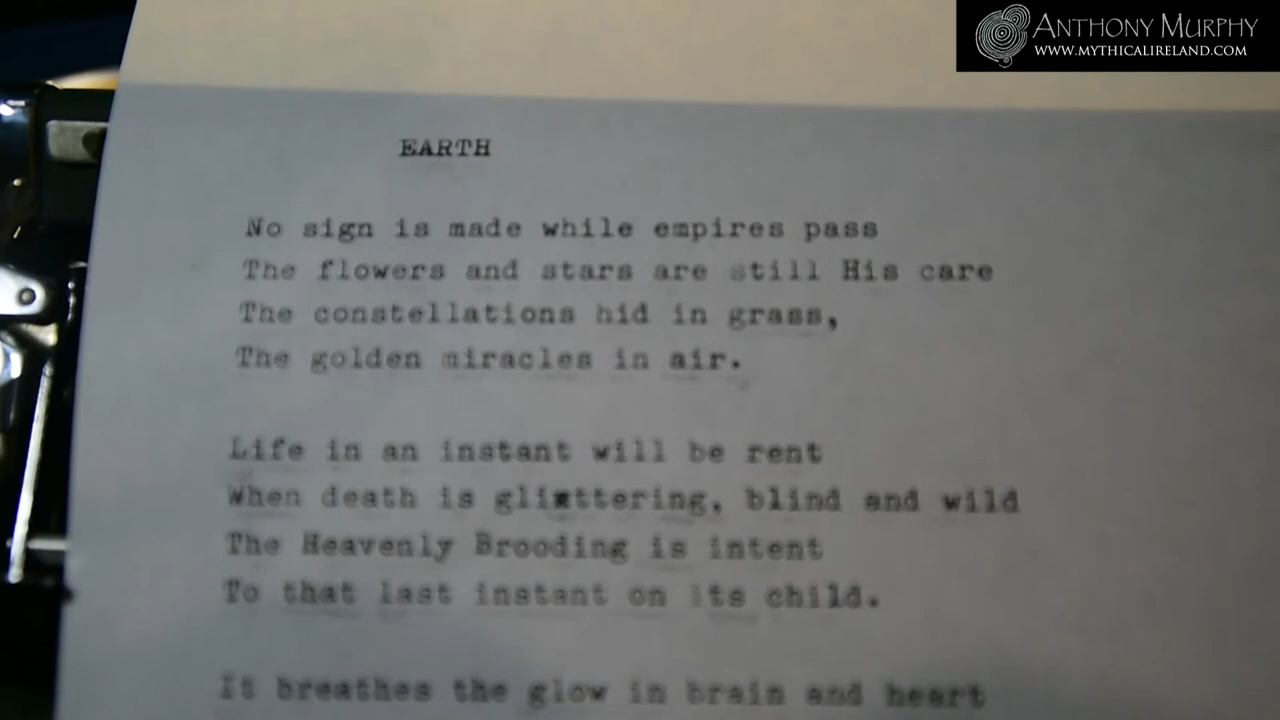 ANTHONY MURPHY
WWW.MYTHICALIRELAND.COM
EARTH
No sign is made while empires pass
The flowers and stars are still His care
The constellations hid in grass,
The golden miracles in air.
Life in an instant will be rent
When death is glittering, blind and wild
The Heavenly Brooding is intent
To that last instant on its child.
It breathes the glow in brain and heart